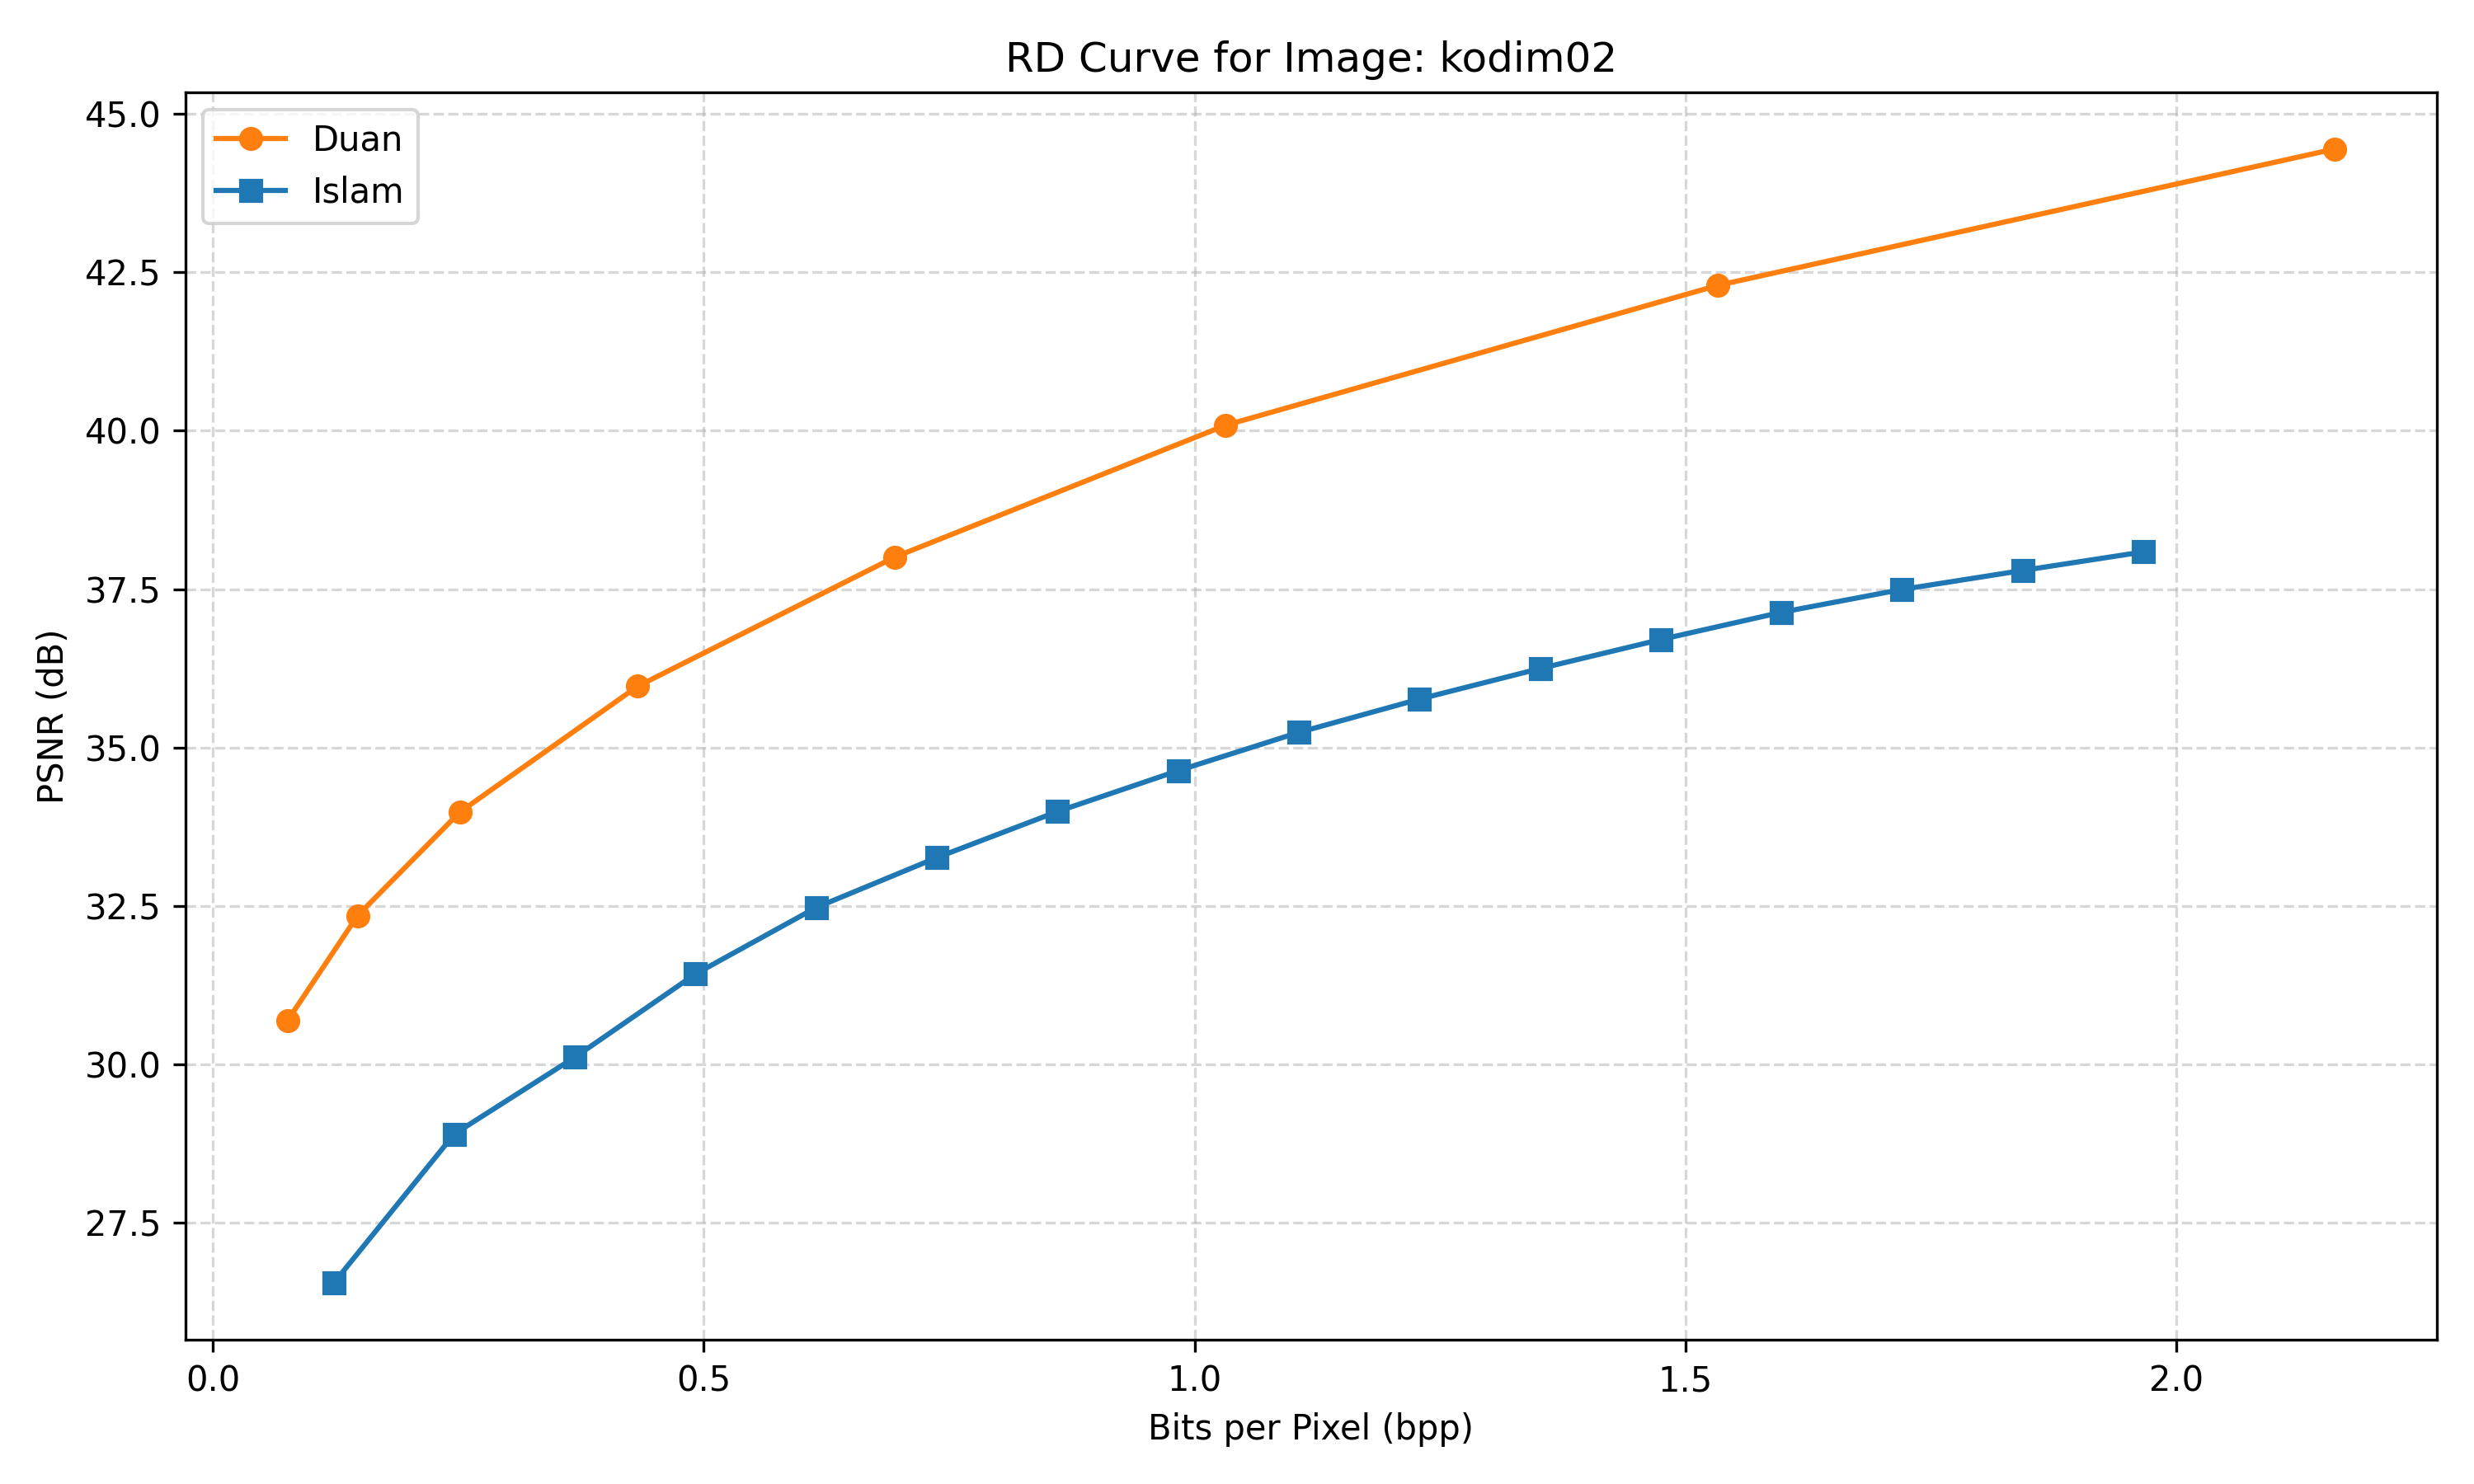 RD Curve for Image: kodim02
Duan
Islam
45.0
42.5
40.0
37.5
35.0
32.5
30.0
27.5
PSNR (dB)
0.0 0.5 1.0 1.5 2.0
Bits per Pixel (bpp)